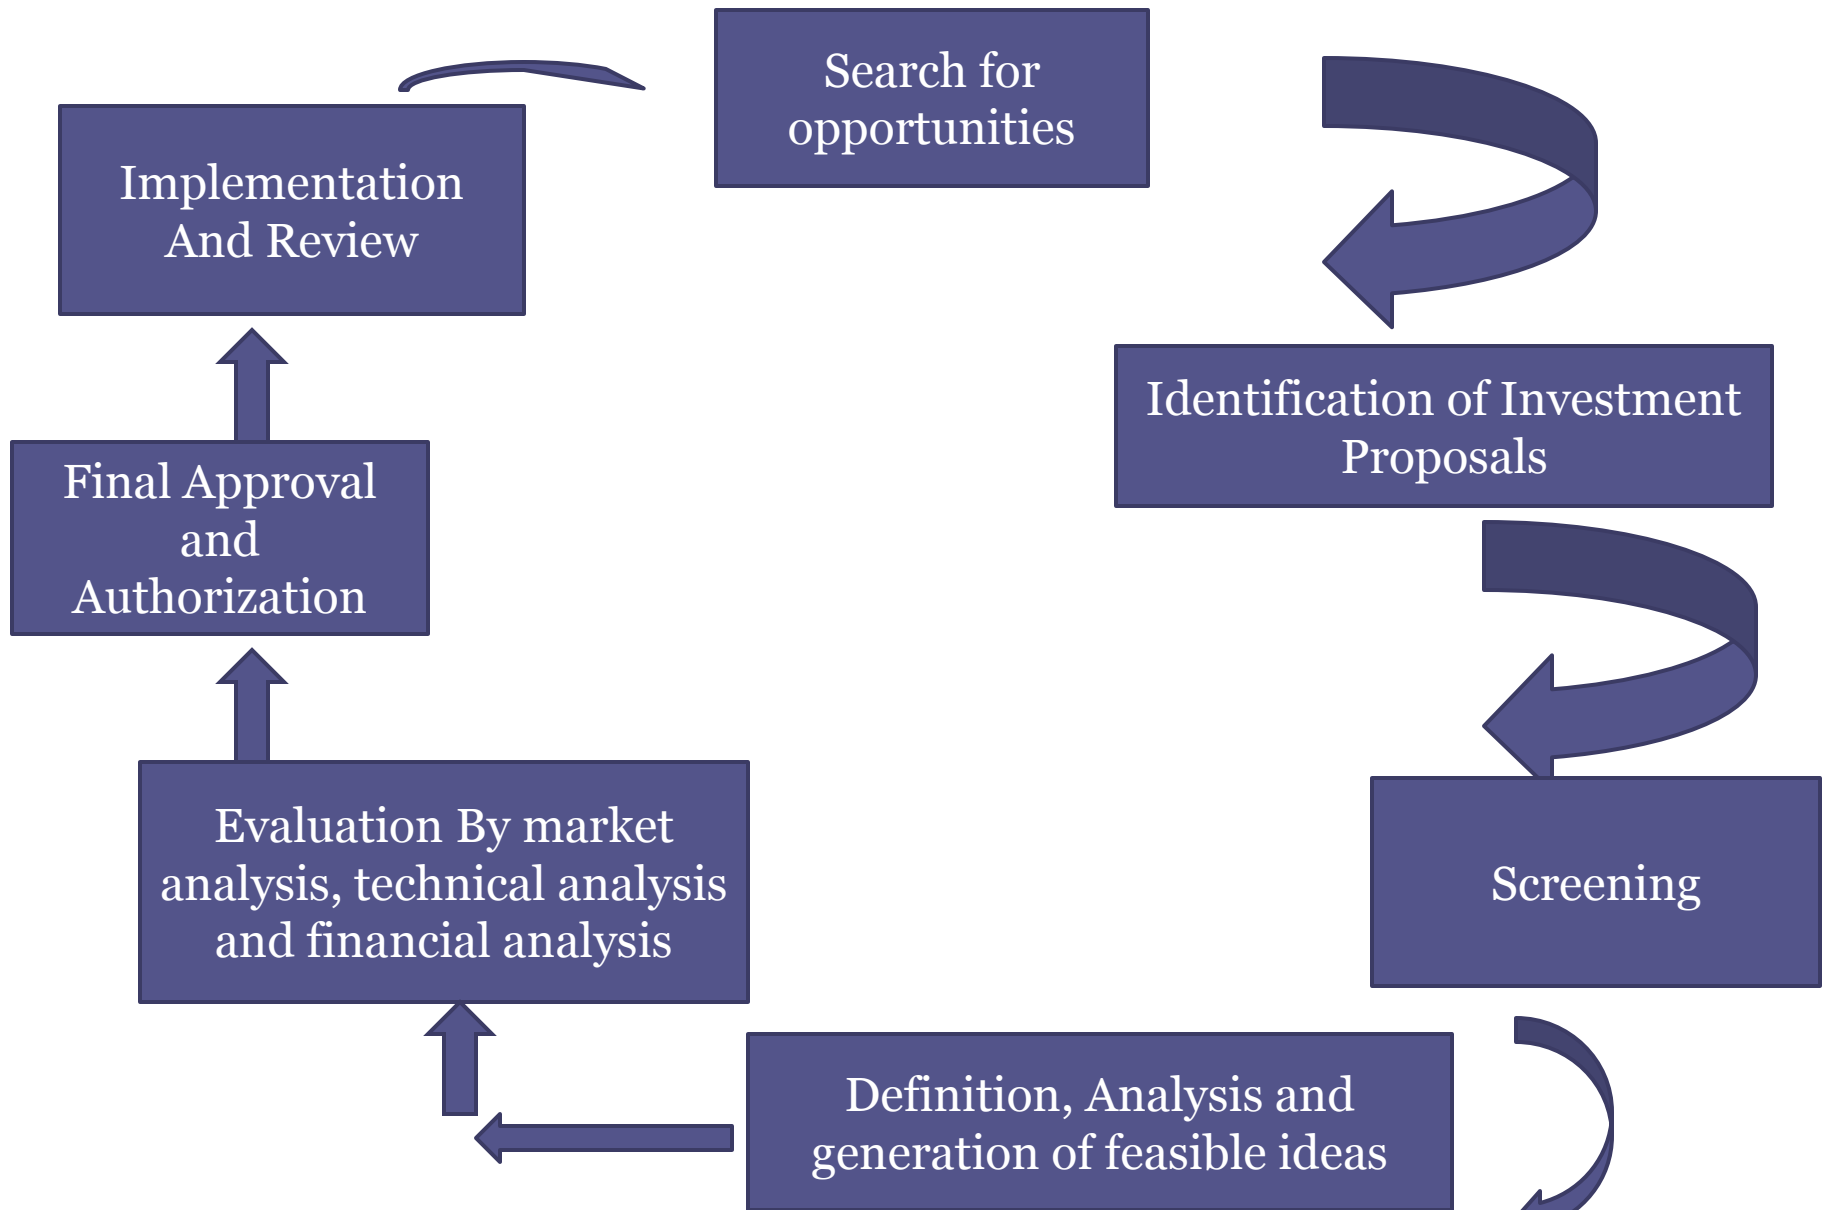 Search for
opportunities
Identification of Investment
Proposals
Screening
Definition, Analysis and
generation of feasible ideas
Evaluation By market
analysis, technical analysis
and financial analysis
Final Approval
and
Authorization
Implementation
And Review